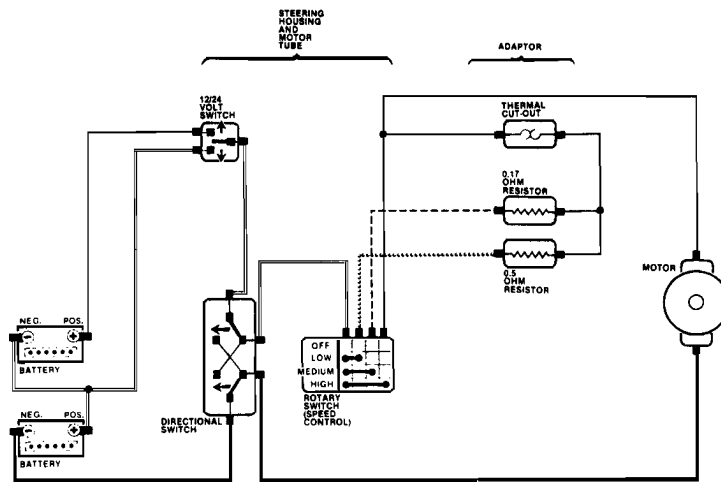 STEERING
HOUSING
AND
MOTOR
TUBE
ADAPTOR
12/24
VOLT
SWITCH
THERMAL
CUT-OUT
0.17
OHM
RESISTOR
0.5
OHM
RESISTOR
MOTOR
NEG. POS.
BATTERY
NEG. POS.
BATTERY
DIRECTIONAL
SWITCH
OFF
LOW
MEDIUM
HIGH
ROTARY
SWITCH
(SPEED
CONTROL)